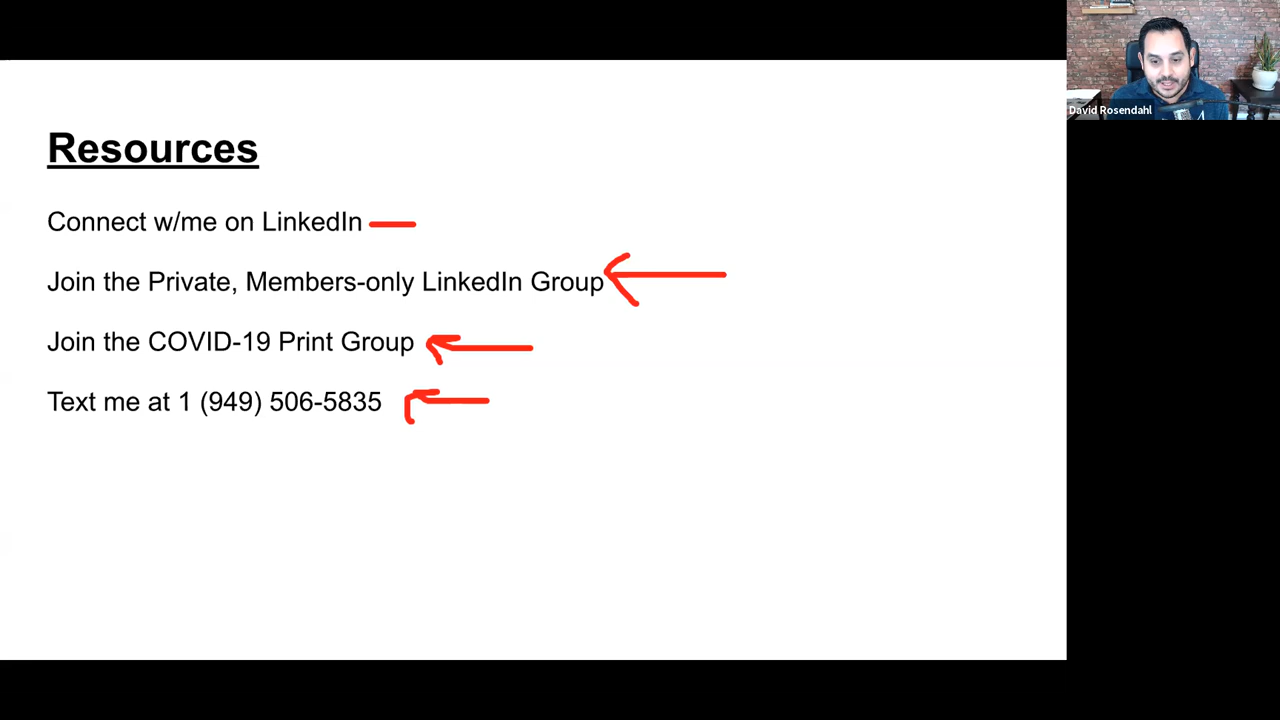 Resources
Connect w/me on LinkedIn
Join the Private, Members-only LinkedIn Group
Join the COVID-19 Print Group
Text me at 1 (949) 506-5835
David Rosendahl